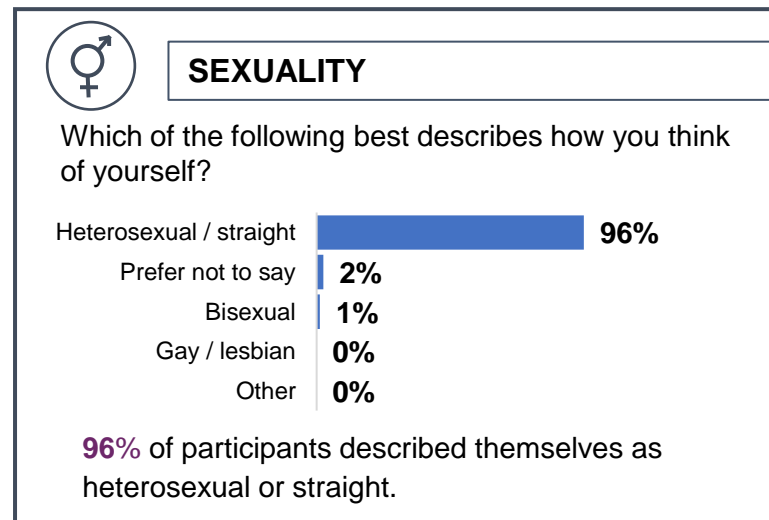 SEXUALITY
Which of the following best describes how you think
of yourself?
Heterosexual / straight 96%
Prefer not to say 2%
Bisexual 1%
Gay / lesbian 0%
Other 0%
96% of participants described themselves as
heterosexual or straight.